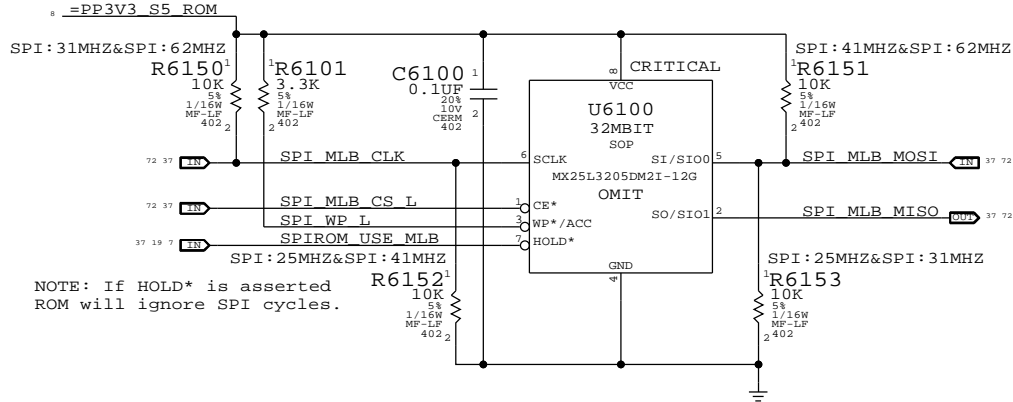 8 =PP3V3_S5_ROM
SPI:31MHZ&SPI:62MHZ
SPI:41MHZ&SPI:62MHZ
R6150 1
10K
5%
1/16W
MF-LF
402 2
1 R6101
3.3K
5%
1/16W
MF-LF
402
2
C6100 1
0.1UF
20%
10V
CERM
402
2
CRITICAL
8
VCC
U6100
32MBIT
SOP
MX25L3205DM2I-12G
OMIT
1 R6151
10K
5%
1/16W
MF-LF
402
2
72 37 IN SPI_MLB_CLK 6 SCLK
SI/SIO0 5 SPI_MLB_MOSI IN 37 72
72 37 IN SPI_MLB_CS_L 1 CE*
SPI_WP_L 3 WP*/ACC
SO/SIO1 2 SPI_MLB_MISO OUT 37 72
37 19 7 IN SPIROM_USE_MLB 7 HOLD*
GND
4
SPI:25MHZ&SPI:41MHZ
R6152 1
10K
5%
1/16W
MF-LF
402 2
SPI:25MHZ&SPI:31MHZ
1 R6153
10K
5%
1/16W
MF-LF
402
2
NOTE: If HOLD* is asserted
ROM will ignore SPI cycles.